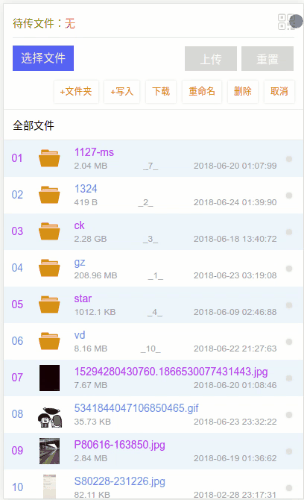 待传文件：无
选择文件 上传 重置
+文件夹 +写入 下载 重命名 删除 取消
全部文件
01 1127-ms
2.04 MB _7_ 2018-06-20 01:07:99
02 1324
419 B _2_ 2018-06-24 01:39:90
03 ck
2.28 GB _3_ 2018-06-18 13:40:72
04 gz
208.96 MB _1_ 2018-06-23 03:19:08
05 star
1012.1 KB _4_ 2018-06-09 02:46:88
06 vd
8.16 MB _10_ 2018-06-22 21:27:63
07 15294280430760.1866530077431443.jpg
7.67 MB 2018-06-20 01:08:46
08 5341844047106850465.gif
35.73 KB 2018-06-23 23:32:22
09 P80616-163850.jpg
2.84 MB 2018-06-19 01:36:62
10 S80228-231226.jpg
82.11 KB 2018-02-28 23:17:31